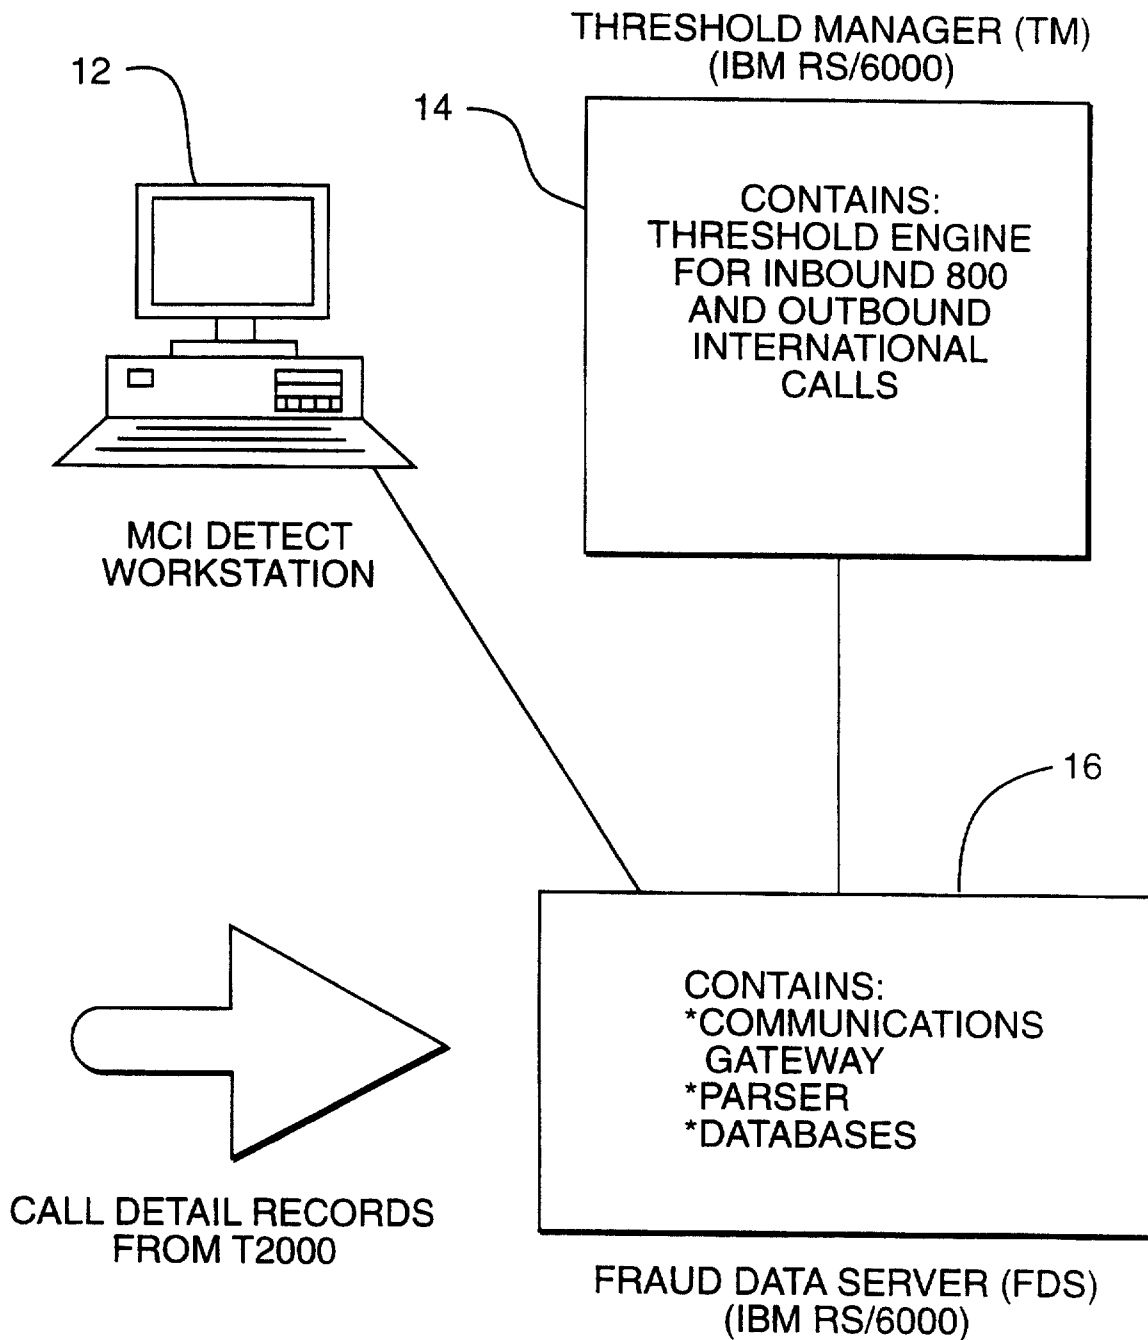 THRESHOLD MANAGER (TM)
(IBM RS/6000)
12
14
CONTAINS:
THRESHOLD ENGINE
FOR INBOUND 800
AND OUTBOUND
INTERNATIONAL
CALLS
MCI DETECT
WORKSTATION
16
CONTAINS:
*COMMUNICATIONS
GATEWAY
*PARSER
*DATABASES
CALL DETAIL RECORDS
FROM T2000
FRAUD DATA SERVER (FDS)
(IBM RS/6000)